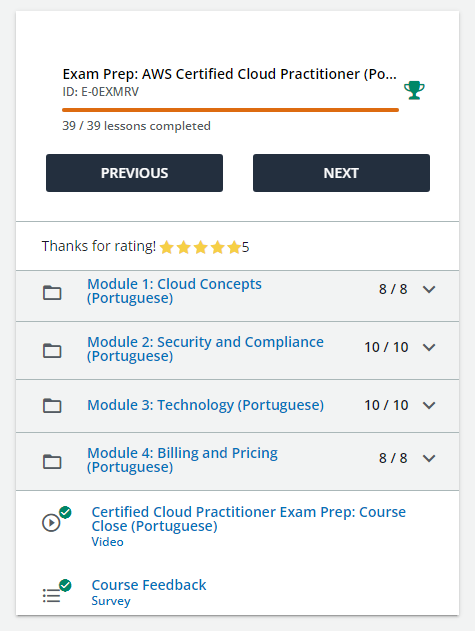 Exam Prep: AWS Certified Cloud Practitioner (Po...
ID: E-0EXMRV
39 / 39 lessons completed
PREVIOUS NEXT
Thanks for rating! 5
Module 1: Cloud Concepts
(Portuguese)
8 / 8
Module 2: Security and Compliance
(Portuguese)
10 / 10
Module 3: Technology (Portuguese)
10 / 10
Module 4: Billing and Pricing
(Portuguese)
8 / 8
Certified Cloud Practitioner Exam Prep: Course
Close (Portuguese)
Video
Course Feedback
Survey